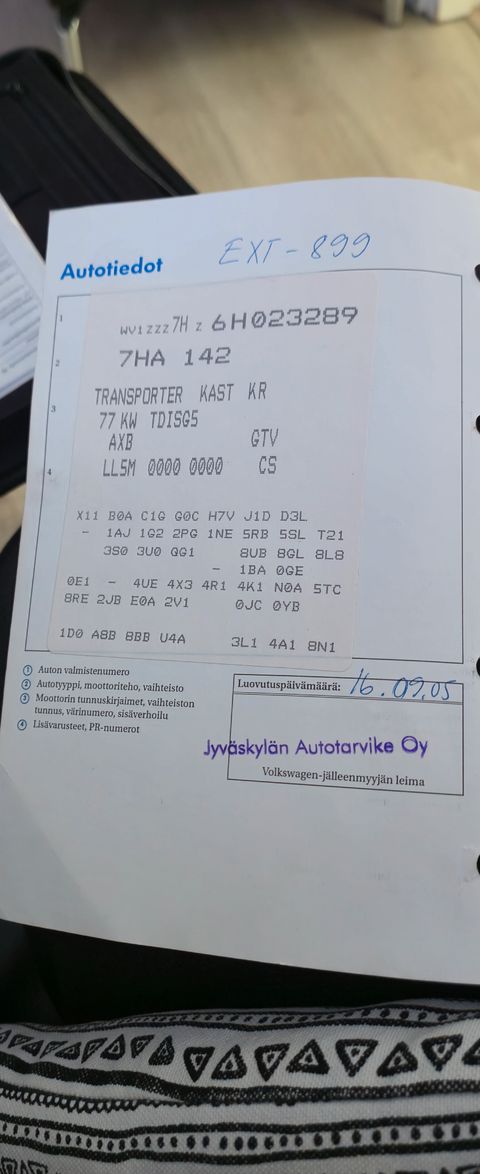 Autotiedot EXT-899
1 WV1ZZZ7HZ6H023289
2 7HA 142
TRANSPORTER KAST KR
3 77 KW TDISG5
AXB GTV
4 LL5M 0000 0000 CS
X11 B0A C1G G0C H7V J1D D3L
- 1AJ 1G2 2PG 1NE 5RB 5SL T21
3S0 3U0 QG1 8UB 8GL 8L8
- 1BA 0GE
0E1 - 4UE 4X3 4R1 4K1 N0A 5TC
8RE 2JB E0A 2V1 0JC 0YB
1D0 A8B 8BB U4A 3L1 4A1 8N1
1 Auton valmistenumero
2 Autotyyppi, moottoriteho, vaihteisto
3 Moottorin tunnuskirjaimet, vaihteiston
tunnus, värinumero, sisäverhoilu
4 Lisävarusteet, PR-numerot
Luovutuspäivämäärä: 16.09.05
Jyväskylän Autotarvike Oy
Volkswagen-jälleenmyyjän leima